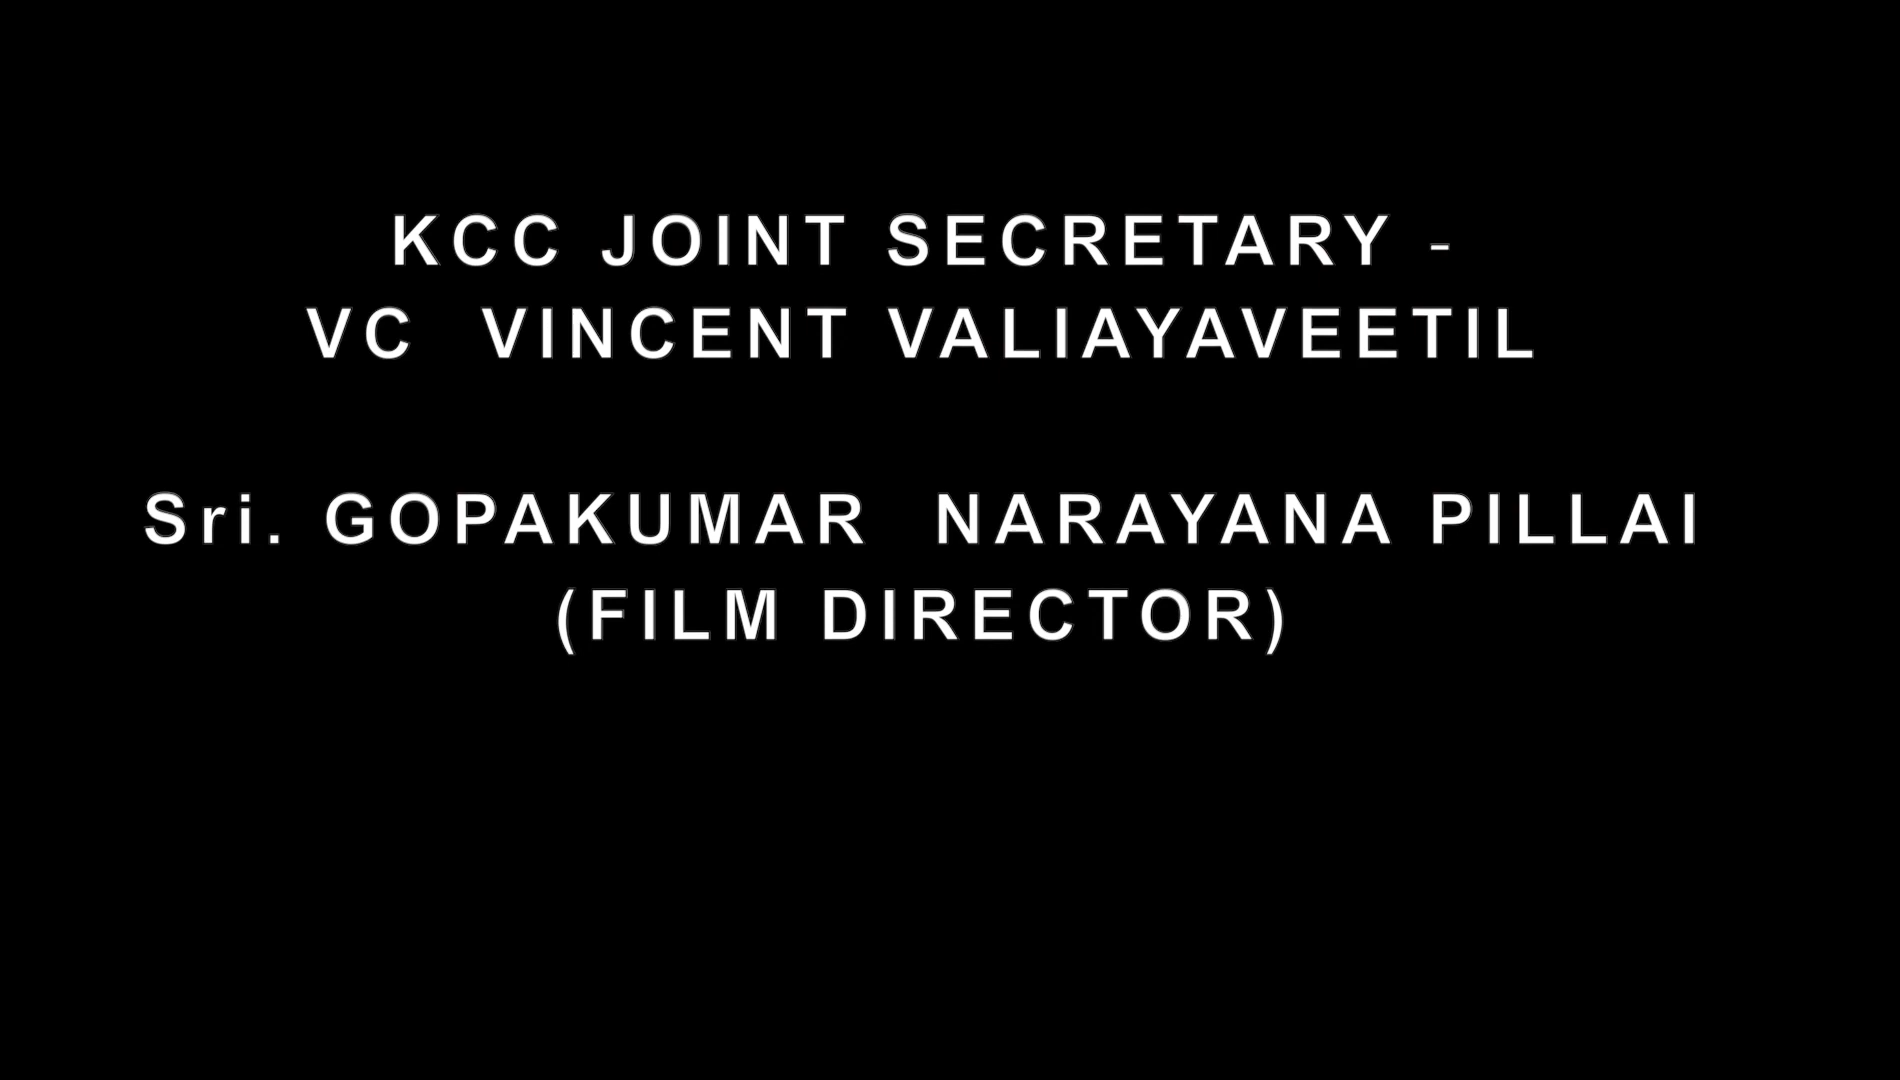 KCC JOINT SECRETARY -
VC VINCENT VALIAYAVEETIL
Sri. GOPAKUMAR NARAYANA PILLAI
(FILM DIRECTOR)